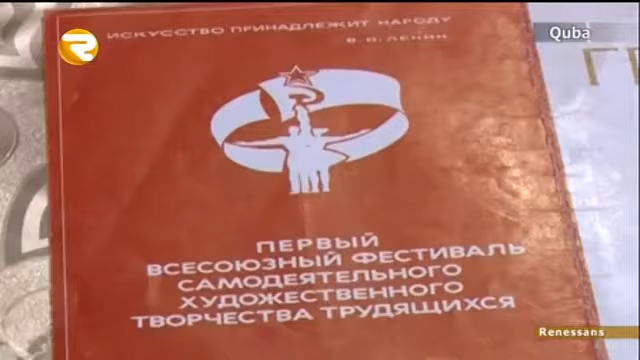 ИСКУССТВО ПРИНАДЛЕЖИТ НАРОДУ
В. И. ЛЕНИН
Quba
ПЕРВЫЙ
ВСЕСОЮЗНЫЙ ФЕСТИВАЛЬ
САМОДЕЯТЕЛЬНОГО
ХУДОЖЕСТВЕННОГО
ТВОРЧЕСТВА ТРУДЯЩИХСЯ
Renessans